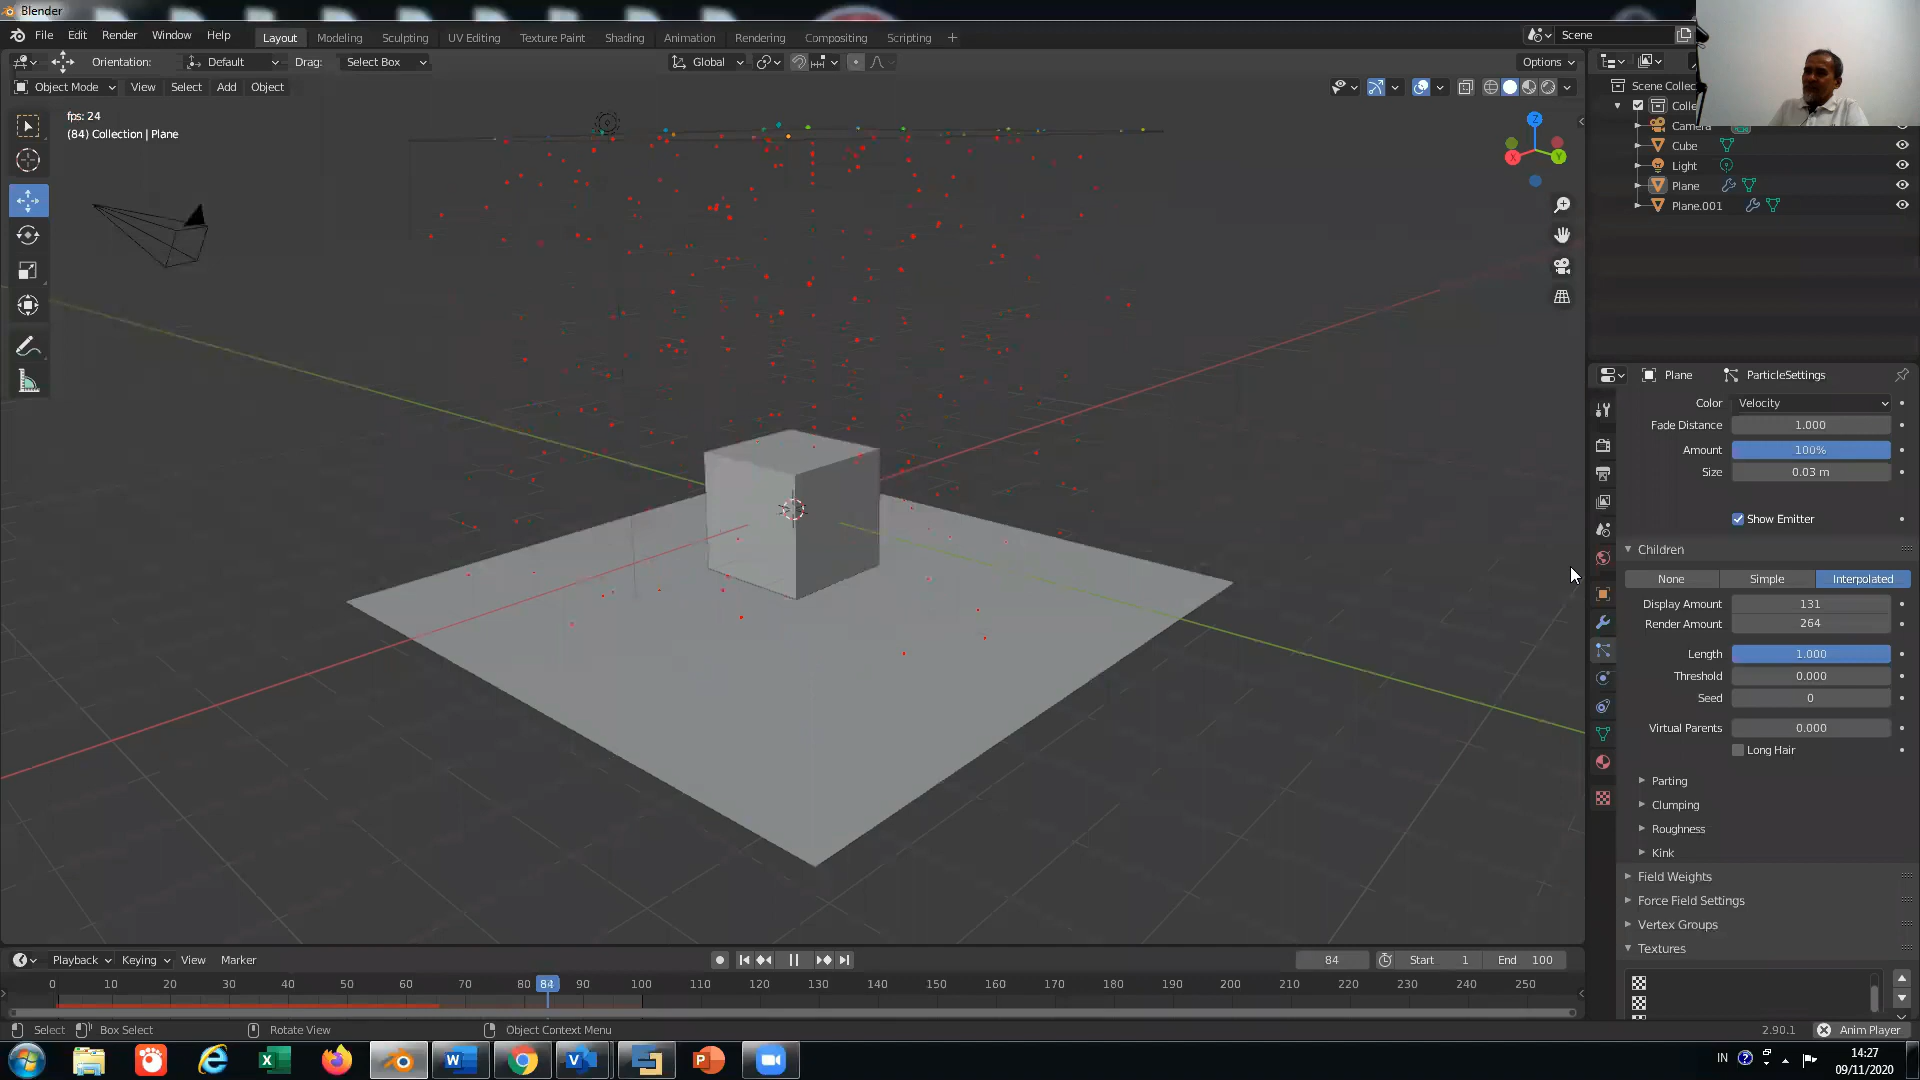 Blender
File Edit Render Window Help
Layout Modeling Sculpting UV Editing Texture Paint Shading Animation Rendering Compositing Scripting +
Scene
Orientation: Default Drag: Select Box
Global
Options
Object Mode View Select Add Object
fps: 24
(84) Collection | Plane
Z
X
Y
Scene Collec
Colle
Camera
Cube
Light
Plane
Plane.001
Plane ParticleSettings
Color Velocity
Fade Distance 1.000
Amount 100%
Size 0.03 m
Show Emitter
Children
None Simple Interpolated
Display Amount 131
Render Amount 264
Length 1.000
Threshold 0.000
Seed 0
Virtual Parents 0.000
Long Hair
Parting
Clumping
Roughness
Kink
Field Weights
Force Field Settings
Vertex Groups
Textures
Playback Keying View Marker
84 Start 1 End 100
0 10 20 30 40 50 60 70 80 84 90 100 110 120 130 140 150 160 170 180 190 200 210 220 230 240 250
Select Box Select Rotate View Object Context Menu
2.90.1 Anim Player
IN
14:27
09/11/2020